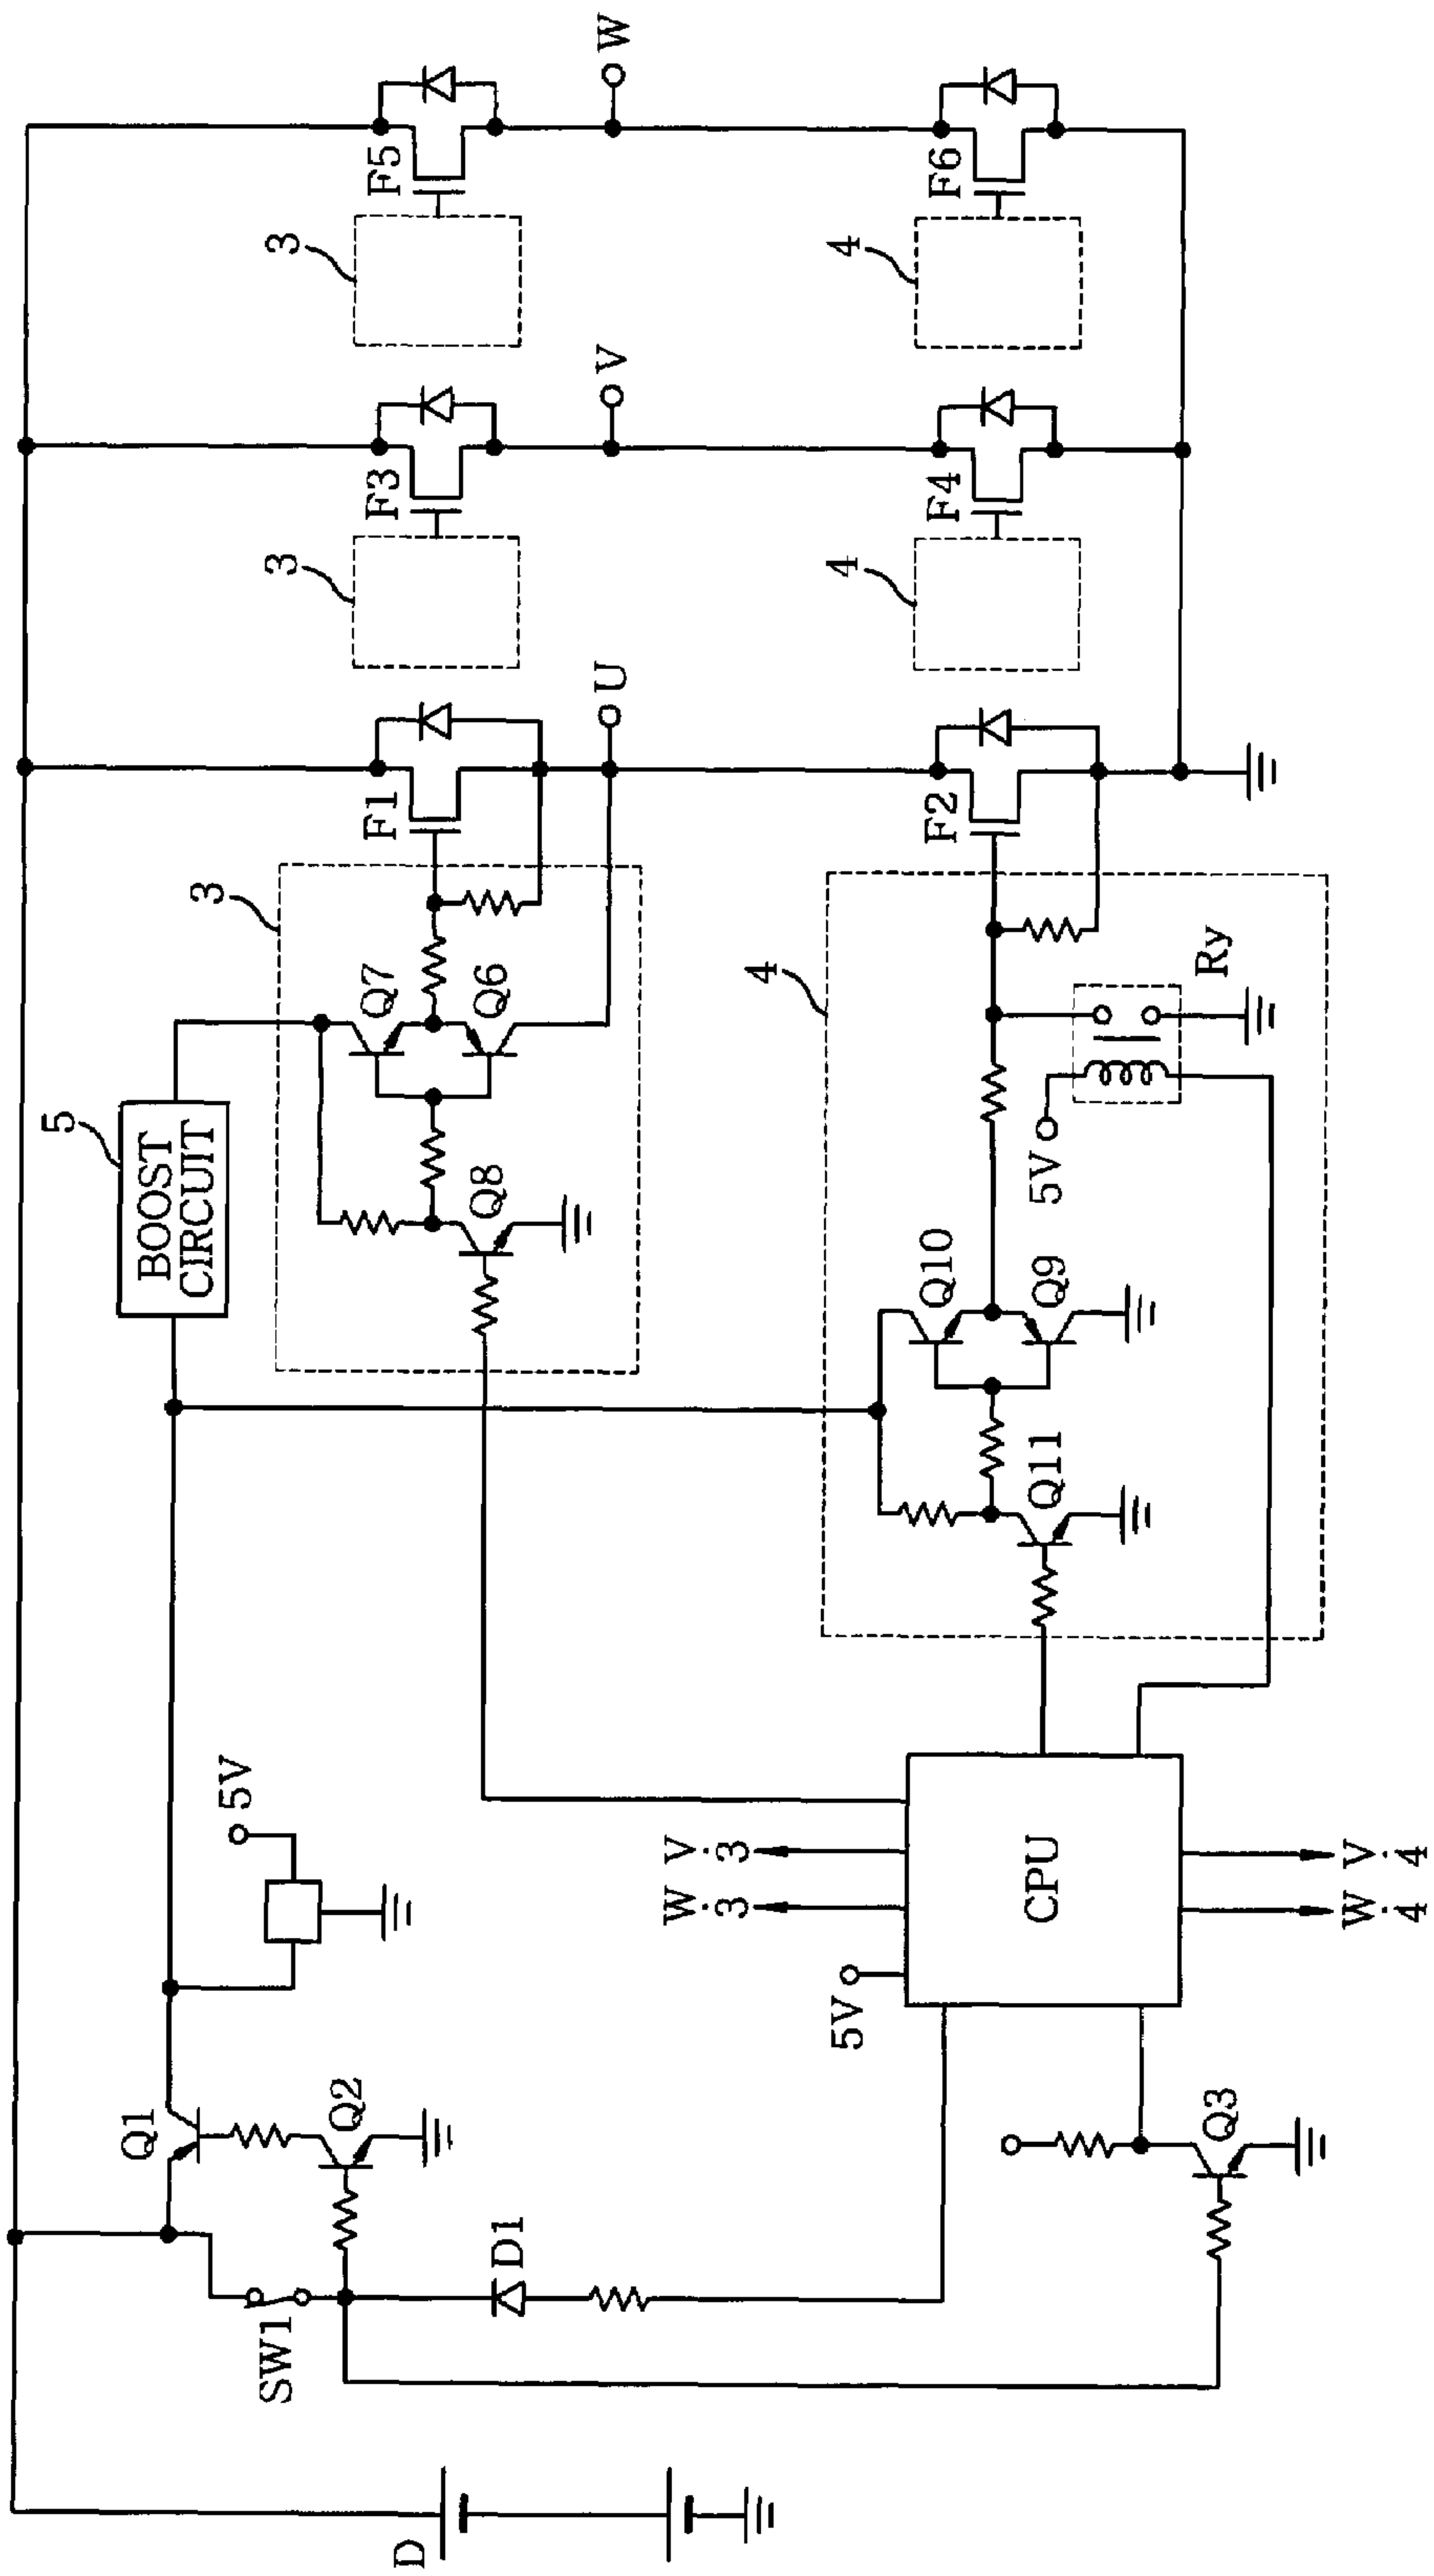 D
SW1
Q1
Q2
D1
Q3
5V
5V
CPU
W·3
V·3
W·4
V·4
5
BOOST
CIRCUIT
3
Q8
Q7
Q6
F1
U
4
Q11
Q10
Q9
5V
Ry
F2
3
F3
V
4
F4
3
F5
W
4
F6